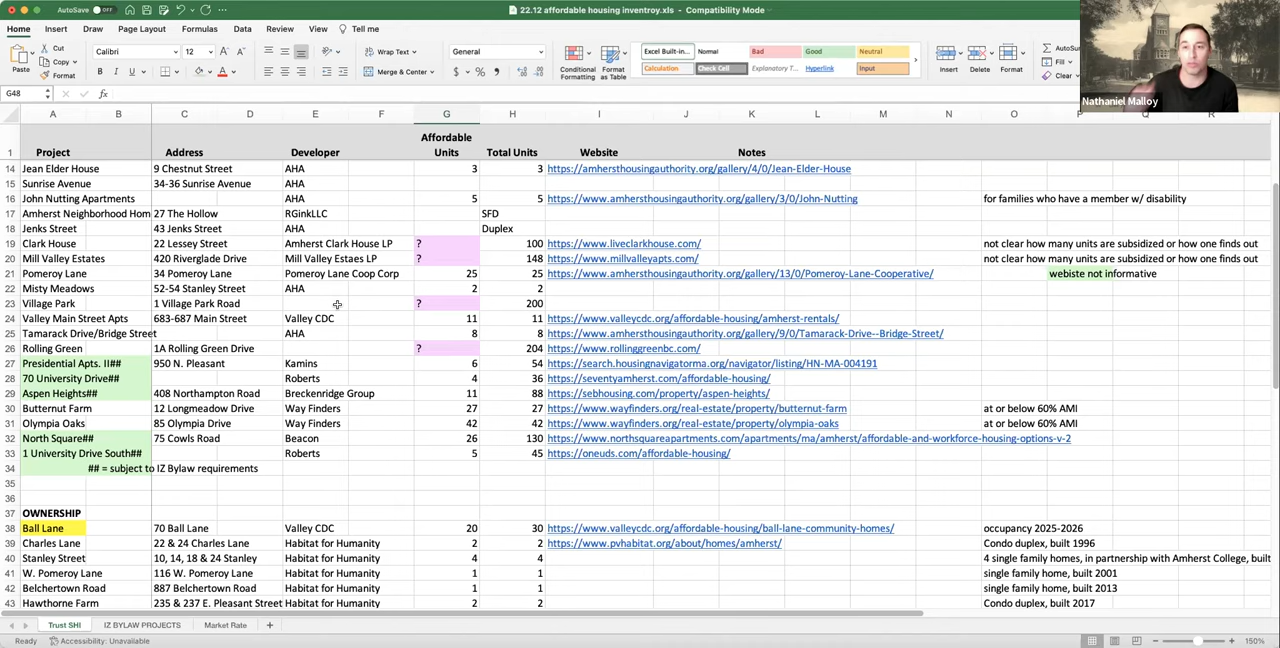 AutoSave OFF 22.12 affordable housing inventroy.xls - Compatibility Mode
Home Insert Draw Page Layout Formulas Data Review View Tell me
Paste Cut Copy Format Calibri 12 Wrap Text General Excel Built-in... Normal Bad Good Neutral AutoSu
B I U Merge & Center $ % Conditional Formatting Format as Table Calculation Check Cell Explanatory T... Hyperlink Input Insert Delete Format Fill Clear
Nathaniel Malloy
G48 fx
A B C D E F G H I J K L M N O P Q R
1 Project Address Developer Affordable Units Total Units Website Notes
14 Jean Elder House 9 Chestnut Street AHA 3 3 https://www.amhersthousingauthority.org/gallery/4/0/Jean-Elder-House
15 Sunrise Avenue 34-36 Sunrise Avenue AHA
16 John Nutting Apartments AHA 5 5 https://www.amhersthousingauthority.org/gallery/3/0/John-Nutting for families who have a member w/ disability
17 Amherst Neighborhood Hom 27 The Hollow RGinkLLC SFD
18 Jenks Street 43 Jenks Street AHA Duplex
19 Clark House 22 Lessey Street Amherst Clark House LP ? 100 https://www.liveclarkhouse.com/ not clear how many units are subsidized or how one finds out
20 Mill Valley Estates 420 Riverglade Drive Mill Valley Estaes LP ? 148 https://www.millvalleyapts.com/ not clear how many units are subsidized or how one finds out
21 Pomeroy Lane 34 Pomeroy Lane Pomeroy Lane Coop Corp 25 25 https://www.amhersthousingauthority.org/gallery/13/0/Pomeroy-Lane-Cooperative/ webiste not informative
22 Misty Meadows 52-54 Stanley Street AHA 2 2
23 Village Park 1 Village Park Road ? 200
24 Valley Main Street Apts 683-687 Main Street Valley CDC 11 11 https://www.valleycdc.org/affordable-housing/amherst-rentals/
25 Tamarack Drive/Bridge Street AHA 8 8 https://www.amhersthousingauthority.org/gallery/9/0/Tamarack-Drive--Bridge-Street/
26 Rolling Green 1A Rolling Green Drive ? 204 https://www.rollinggreenbc.com/
27 Presidential Apts. II## 950 N. Pleasant Kamins 6 54 https://search.housingnavigatorma.org/navigator/listing/HN-MA-004191
28 70 University Drive## Roberts 4 36 https://seventyamherst.com/affordable-housing/
29 Aspen Heights## 408 Northampton Road Breckenridge Group 11 88 https://sebhousing.com/property/aspen-heights/
30 Butternut Farm 12 Longmeadow Drive Way Finders 27 27 https://www.wayfinders.org/real-estate/property/butternut-farm at or below 60% AMI
31 Olympia Oaks 85 Olympia Drive Way Finders 42 42 https://www.wayfinders.org/real-estate/property/olympia-oaks at or below 60% AMI
32 North Square## 75 Cowls Road Beacon 26 130 https://www.northsquareapartments.com/apartments/ma/amherst/affordable-and-workforce-housing-options-v-2
33 1 University Drive South## Roberts 5 45 https://oneuds.com/affordable-housing/
34 ## = subject to IZ Bylaw requirements
35
36
37 OWNERSHIP
38 Ball Lane 70 Ball Lane Valley CDC 20 30 https://www.valleycdc.org/affordable-housing/ball-lane-community-homes/ occupancy 2025-2026
39 Charles Lane 22 & 24 Charles Lane Habitat for Humanity 2 2 https://www.pvhabitat.org/about/homes/amherst/ Condo duplex, built 1996
40 Stanley Street 10, 14, 18 & 24 Stanley Habitat for Humanity 4 4 4 single family homes, in partnership with Amherst College, built
41 W. Pomeroy Lane 116 W. Pomeroy Lane Habitat for Humanity 1 1 single family home, built 2001
42 Belchertown Road 887 Belchertown Road Habitat for Humanity 1 1 single family home, built 2013
43 Hawthorne Farm 235 & 237 E. Pleasant Street Habitat for Humanity 2 2 Condo duplex, built 2017
Trust SHI IZ BYLAW PROJECTS Market Rate +
Ready Accessibility: Unavailable 150%